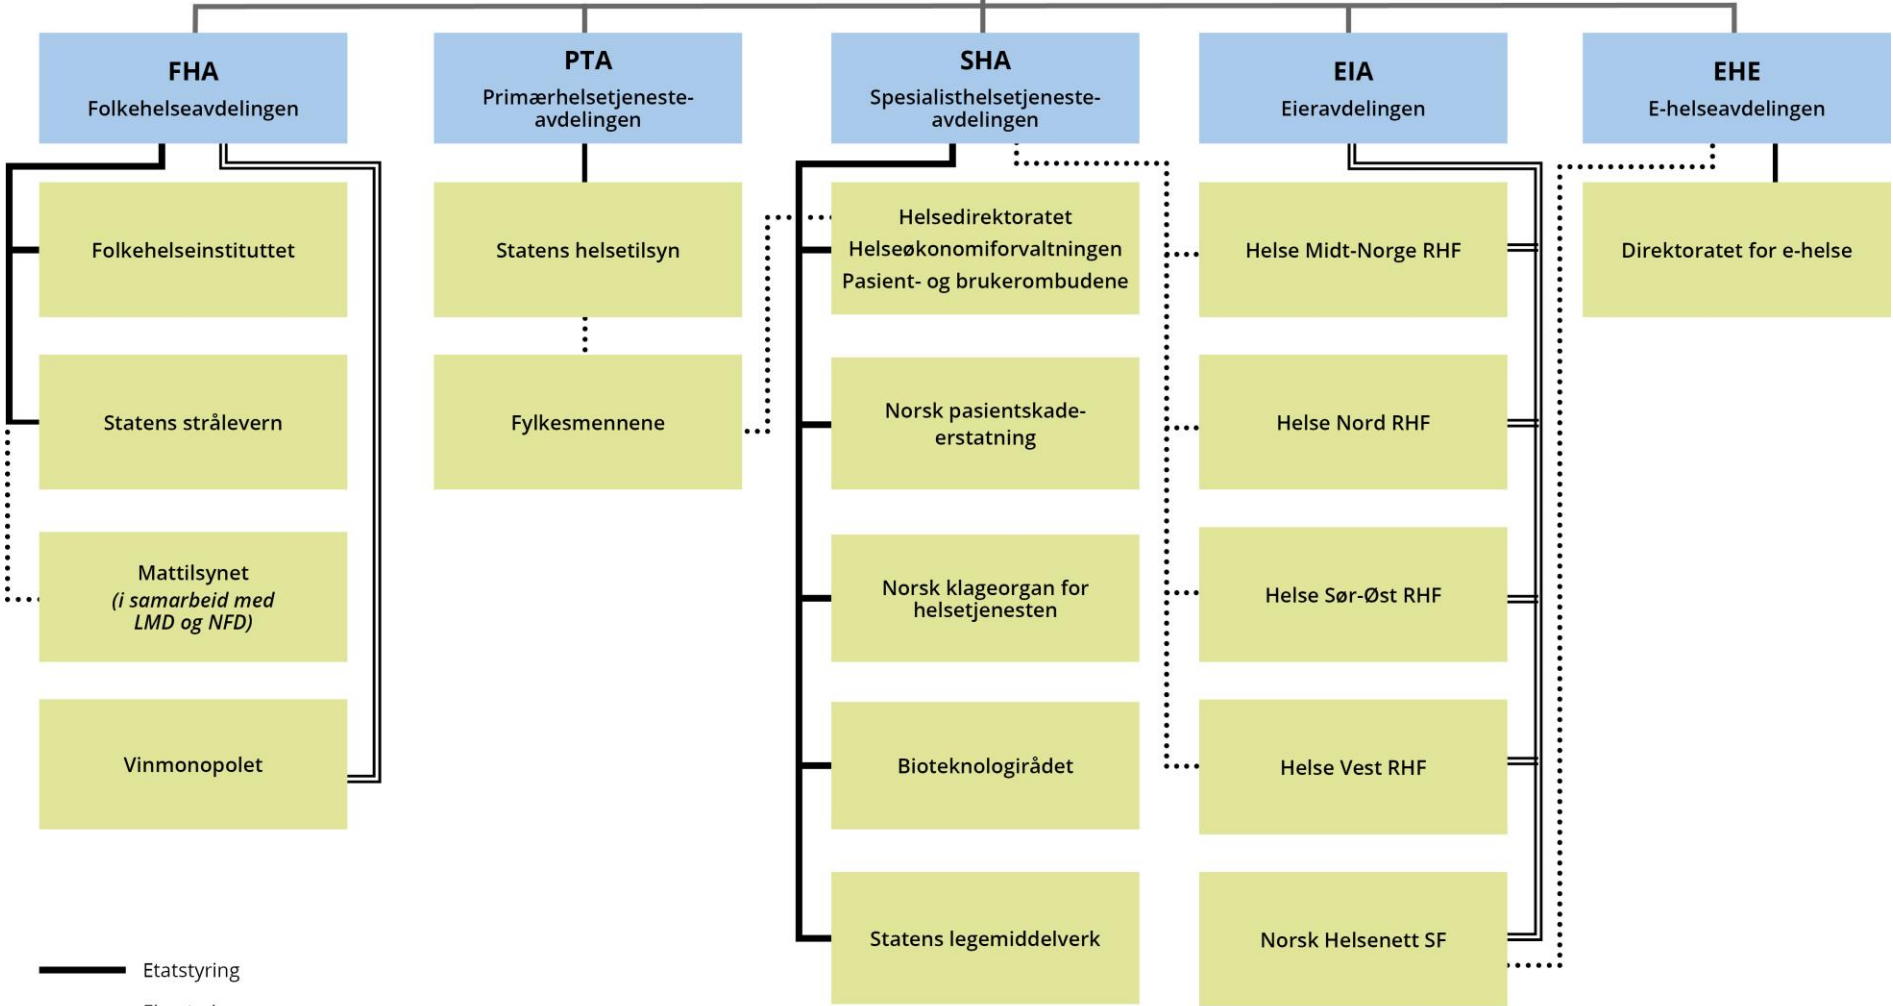 FHA
Folkehelseavdelingen
PTA
Primærhelsetjeneste-
avdelingen
SHA
Spesialisthelsetjeneste-
avdelingen
EIA
Eieravdelingen
EHE
E-helseavdelingen
Folkehelseinstituttet
Statens strålevern
Mattilsynet
(i samarbeid med
LMD og NFD)
Vinmonopolet
Statens helsetilsyn
Fylkesmennene
Helsedirektoratet
Helseøkonomiforvaltningen
Pasient- og brukerombudene
Norsk pasientskade-
erstatning
Norsk klageorgan for
helsetjenesten
Bioteknologirådet
Statens legemiddelverk
Helse Midt-Norge RHF
Helse Nord RHF
Helse Sør-Øst RHF
Helse Vest RHF
Norsk Helsenett SF
Direktoratet for e-helse
Etatstyring